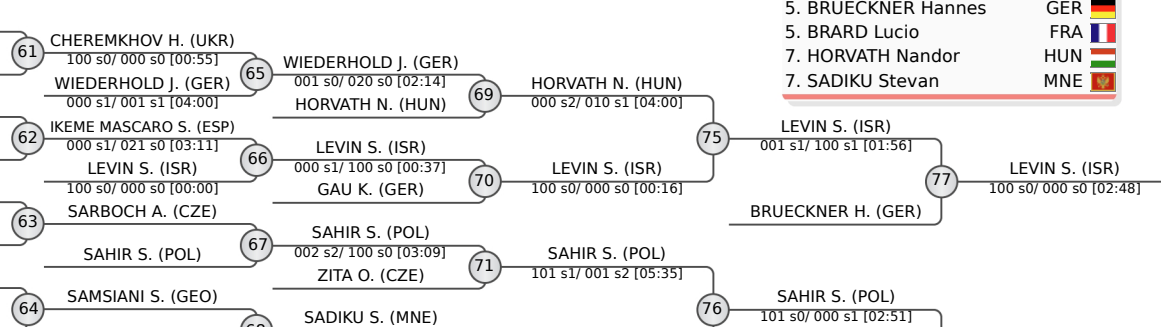 5. BRUECKNER Hannes GER
5. BRARD Lucio FRA
7. HORVATH Nandor HUN
7. SADIKU Stevan MNE
61
CHEREMKHOV H. (UKR)
100 s0/ 000 s0 [00:55]
WIEDERHOLD J. (GER)
000 s1/ 001 s1 [04:00]
62
IKEME MASCARO S. (ESP)
000 s1/ 021 s0 [03:11]
LEVIN S. (ISR)
100 s0/ 000 s0 [00:00]
63
SARBOCH A. (CZE)
SAHIR S. (POL)
64
SAMSIANI S. (GEO)
65
WIEDERHOLD J. (GER)
001 s0/ 020 s0 [02:14]
HORVATH N. (HUN)
66
LEVIN S. (ISR)
000 s1/ 100 s0 [00:37]
GAU K. (GER)
67
SAHIR S. (POL)
002 s2/ 100 s0 [03:09]
ZITA O. (CZE)
SADIKU S. (MNE)
69
HORVATH N. (HUN)
000 s2/ 010 s1 [04:00]
70
LEVIN S. (ISR)
100 s0/ 000 s0 [00:16]
71
SAHIR S. (POL)
101 s1/ 001 s2 [05:35]
75
LEVIN S. (ISR)
001 s1/ 100 s1 [01:56]
BRUECKNER H. (GER)
76
SAHIR S. (POL)
101 s0/ 000 s1 [02:51]
77
LEVIN S. (ISR)
100 s0/ 000 s0 [02:48]